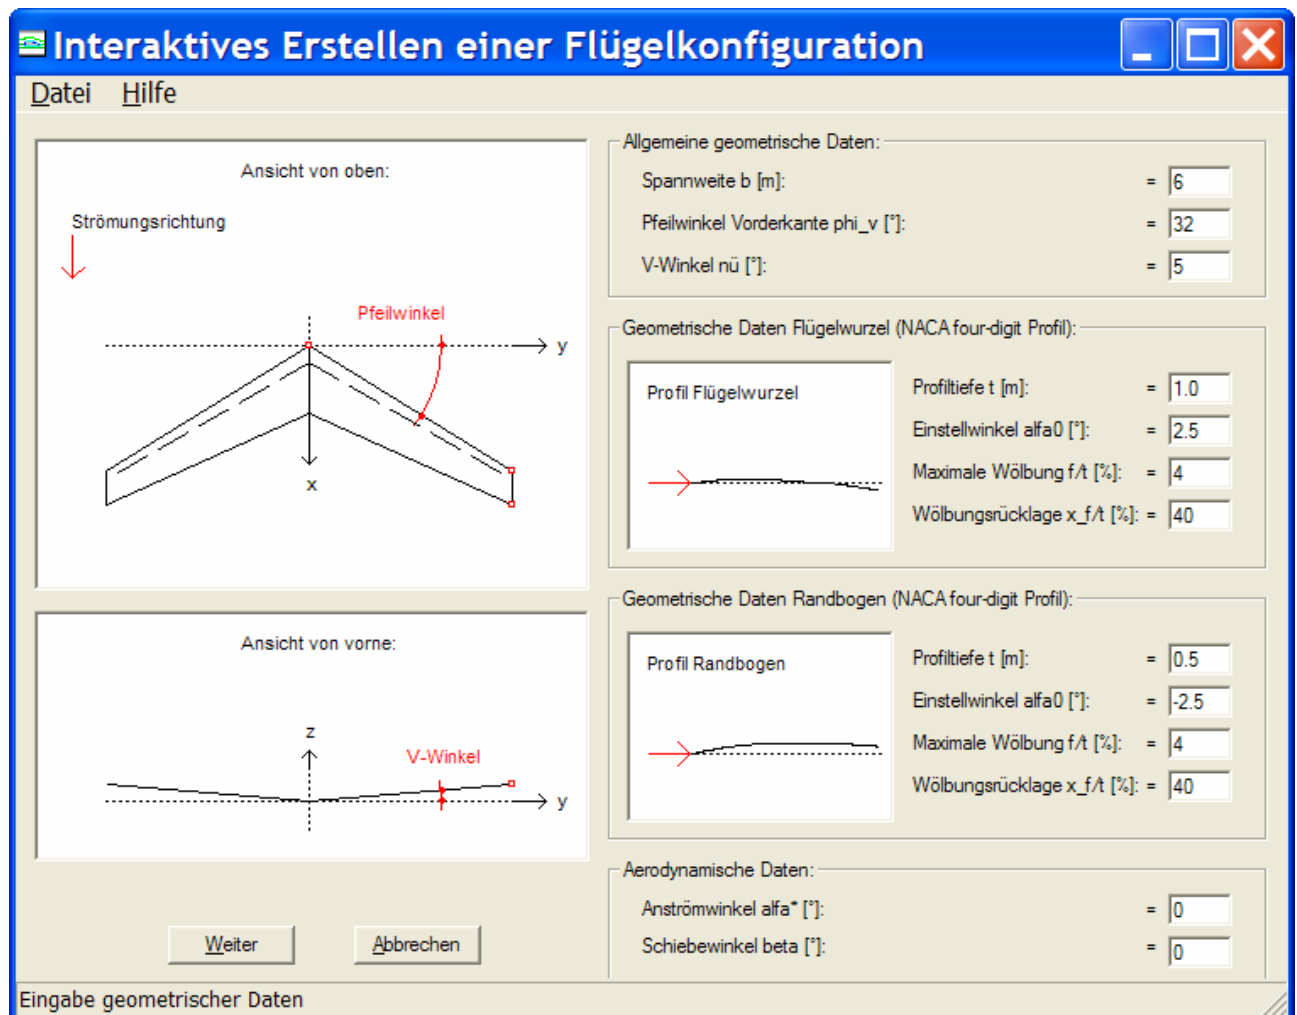 Interaktives Erstellen einer Flügelkonfiguration
Datei Hilfe
Ansicht von oben:
Strömungsrichtung
Pfeilwinkel
y
x
Ansicht von vorne:
z
V-Winkel
y
Weiter Abbrechen
Allgemeine geometrische Daten:
Spannweite b [m]: = 6
Pfeilwinkel Vorderkante phi_v [°]: = 32
V-Winkel nü [°]: = 5
Geometrische Daten Flügelwurzel (NACA four-digit Profil):
Profil Flügelwurzel
Profiltiefe t [m]: = 1.0
Einstellwinkel alfa0 [°]: = 2.5
Maximale Wölbung f/t [%]: = 4
Wölbungsrücklage x_f/t [%]: = 40
Geometrische Daten Randbogen (NACA four-digit Profil):
Profil Randbogen
Profiltiefe t [m]: = 0.5
Einstellwinkel alfa0 [°]: = -2.5
Maximale Wölbung f/t [%]: = 4
Wölbungsrücklage x_f/t [%]: = 40
Aerodynamische Daten:
Anströmwinkel alfa* [°]: = 0
Schiebewinkel beta [°]: = 0
Eingabe geometrischer Daten